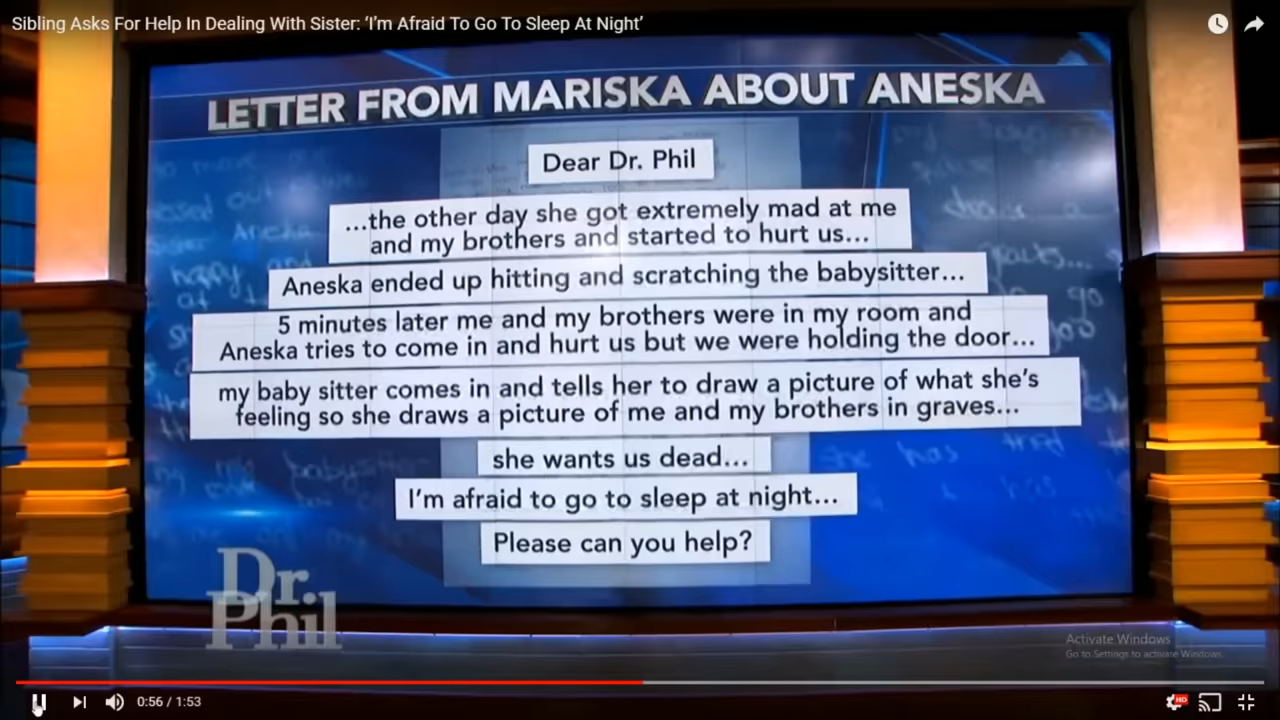 Sibling Asks For Help In Dealing With Sister: ‘I’m Afraid To Go To Sleep At Night’
LETTER FROM MARISKA ABOUT ANESKA
Dear Dr. Phil
...the other day she got extremely mad at me
and my brothers and started to hurt us...
Aneska ended up hitting and scratching the babysitter...
5 minutes later me and my brothers were in my room and
Aneska tries to come in and hurt us but we were holding the door...
my baby sitter comes in and tells her to draw a picture of what she’s
feeling so she draws a picture of me and my brothers in graves...
she wants us dead...
I’m afraid to go to sleep at night...
Please can you help?
Dr.
Phil
Activate Windows
Go to Settings to activate Windows.
0:56 / 1:53
HD